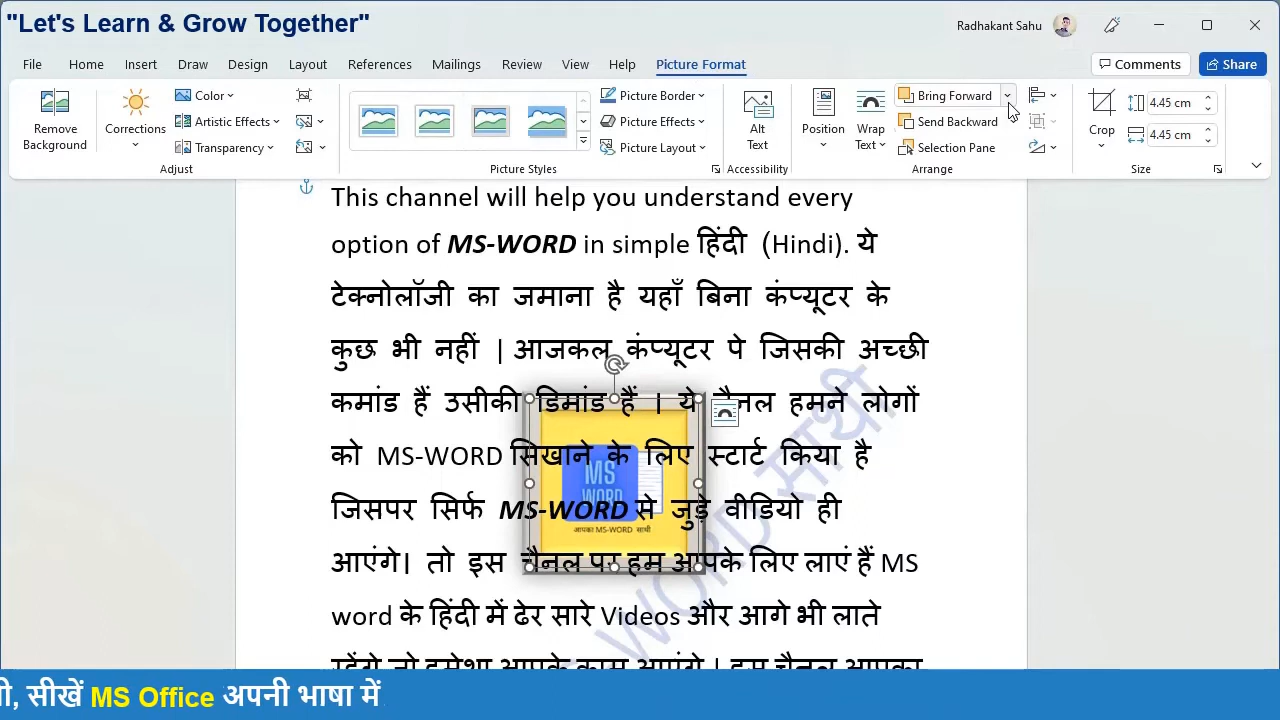 "Let's Learn & Grow Together"
Radhakant Sahu
File Home Insert Draw Design Layout References Mailings Review View Help Picture Format
Comments Share
Remove Background
Corrections
Color
Artistic Effects
Transparency
Adjust
Picture Styles
Picture Border
Picture Effects
Picture Layout
Alt Text
Accessibility
Position
Wrap Text
Bring Forward
Send Backward
Selection Pane
Arrange
Crop
4.45 cm
4.45 cm
Size
This channel will help you understand every
option of MS-WORD in simple हिंदी (Hindi). ये
टेक्नोलॉजी का जमाना है यहाँ बिना कंप्यूटर के
कुछ भी नहीं | आजकल कंप्यूटर पे जिसकी अच्छी
कमांड हैं उसीकी डिमांड हैं । ये चैनल हमने लोगों
को MS-WORD सिखाने के लिए स्टार्ट किया है
जिसपर सिर्फ MS-WORD से जुड़े वीडियो ही
आएंगे। तो इस चैनल पर हम आपके लिए लाएं हैं MS
word के हिंदी में ढेर सारे Videos और आगे भी लाते
MS WORD
आपका MS-WORD साथी
WORD साथी
सीखें MS Office अपनी भाषा में